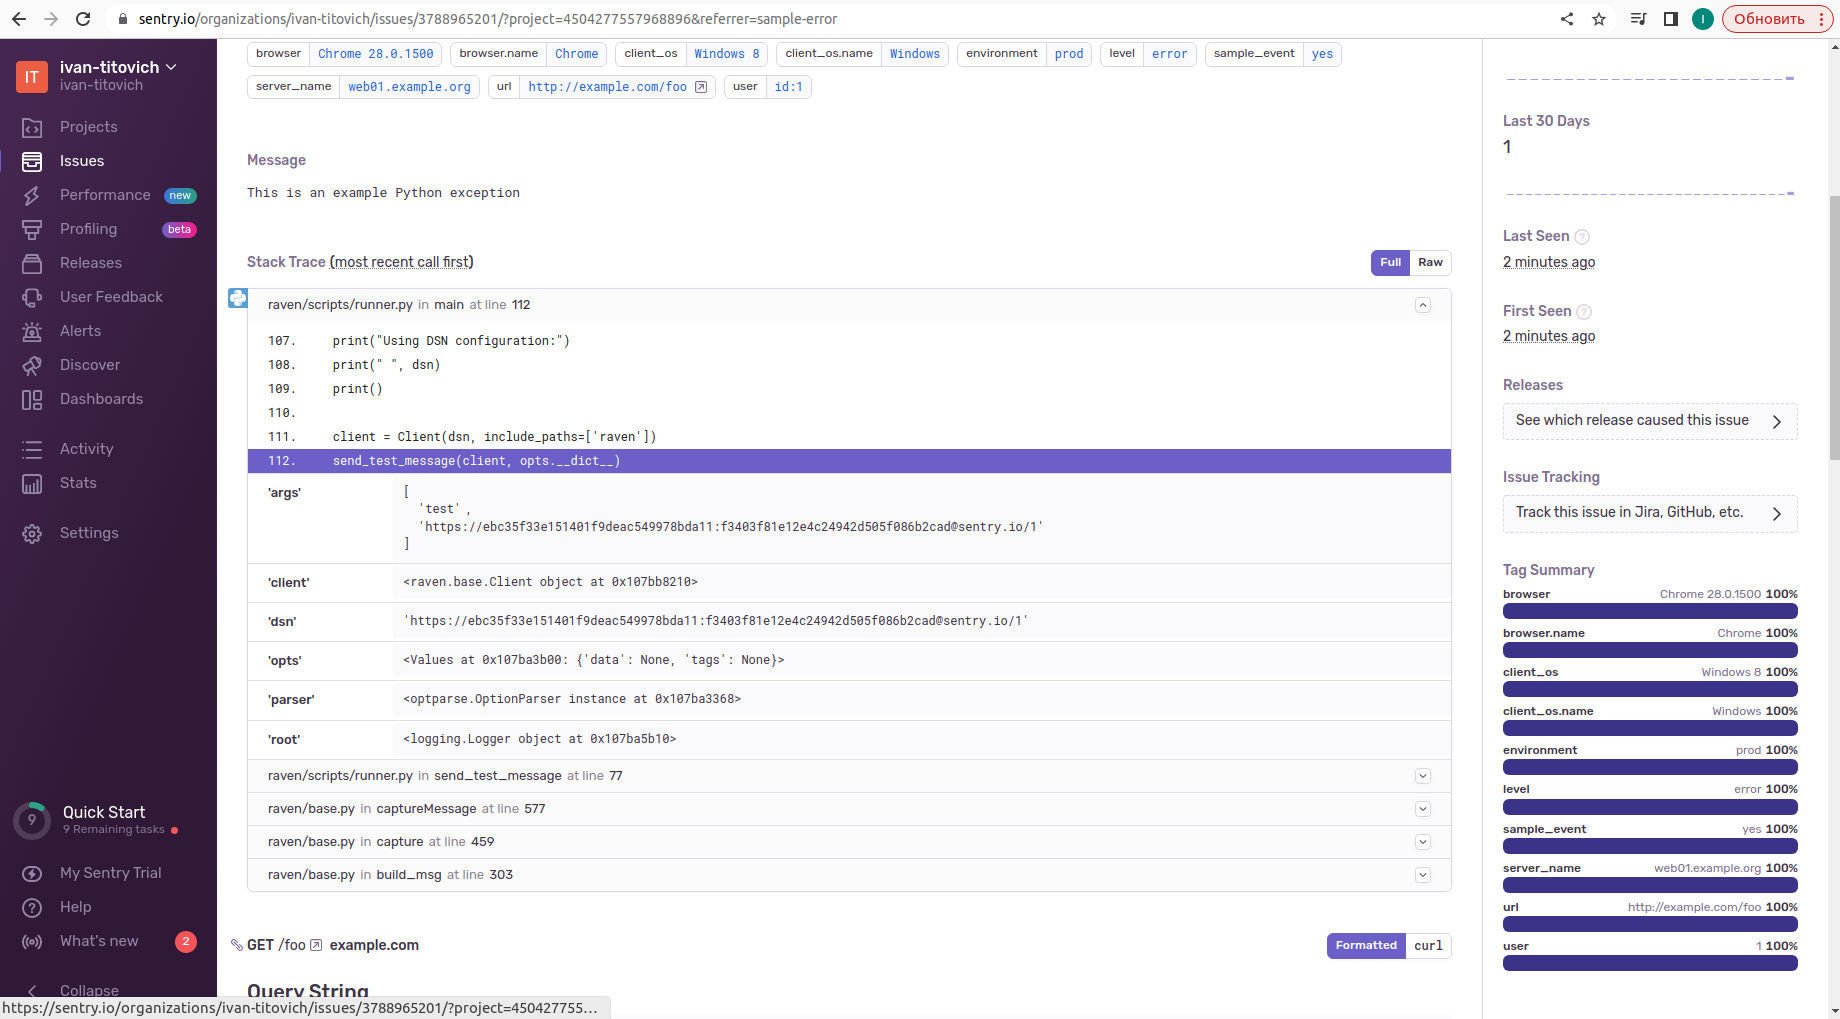 sentry.io/organizations/ivan-titovich/issues/3788965201/?project=4504277557968896&referrer=sample-error
I
Обновить
IT
ivan-titovich
ivan-titovich
Projects
Issues
Performance new
Profiling beta
Releases
User Feedback
Alerts
Discover
Dashboards
Activity
Stats
Settings
9
Quick Start
9 Remaining tasks
My Sentry Trial
Help
What's new 2
Collapse
browser Chrome 28.0.1500 browser.name Chrome client_os Windows 8 client_os.name Windows environment prod level error sample_event yes
server_name web01.example.org url http://example.com/foo user id:1
Message
This is an example Python exception
Stack Trace (most recent call first)
Full Raw
raven/scripts/runner.py in main at line 112
107. print("Using DSN configuration:")
108. print(" ", dsn)
109. print()
110.
111. client = Client(dsn, include_paths=['raven'])
112. send_test_message(client, opts.__dict__)
'args' [
'test' ,
'https://ebc35f33e151401f9deac549978bda11:f3403f81e12e4c24942d505f086b2cad@sentry.io/1'
]
'client' <raven.base.Client object at 0x107bb8210>
'dsn' 'https://ebc35f33e151401f9deac549978bda11:f3403f81e12e4c24942d505f086b2cad@sentry.io/1'
'opts' <Values at 0x107ba3b00: {'data': None, 'tags': None}>
'parser' <optparse.OptionParser instance at 0x107ba3368>
'root' <logging.Logger object at 0x107ba5b10>
raven/scripts/runner.py in send_test_message at line 77
raven/base.py in captureMessage at line 577
raven/base.py in capture at line 459
raven/base.py in build_msg at line 303
GET /foo example.com
Formatted curl
Query String
Last 30 Days
1
Last Seen ?
2 minutes ago
First Seen ?
2 minutes ago
Releases
See which release caused this issue
Issue Tracking
Track this issue in Jira, GitHub, etc.
Tag Summary
browser Chrome 28.0.1500 100%
browser.name Chrome 100%
client_os Windows 8 100%
client_os.name Windows 100%
environment prod 100%
level error 100%
sample_event yes 100%
server_name web01.example.org 100%
url http://example.com/foo 100%
user 1 100%
https://sentry.io/organizations/ivan-titovich/issues/3788965201/?project=450427755...